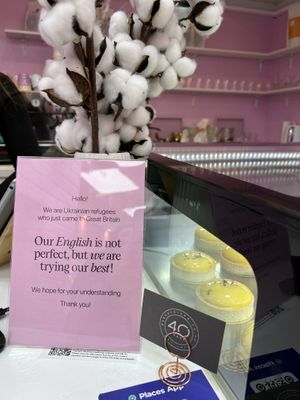 Hello!
We are Ukrainian refugees
who just came to Great Britain
Our English is not
perfect, but we are
trying our best!
We hope for your understanding
Thank you!
40
Places App